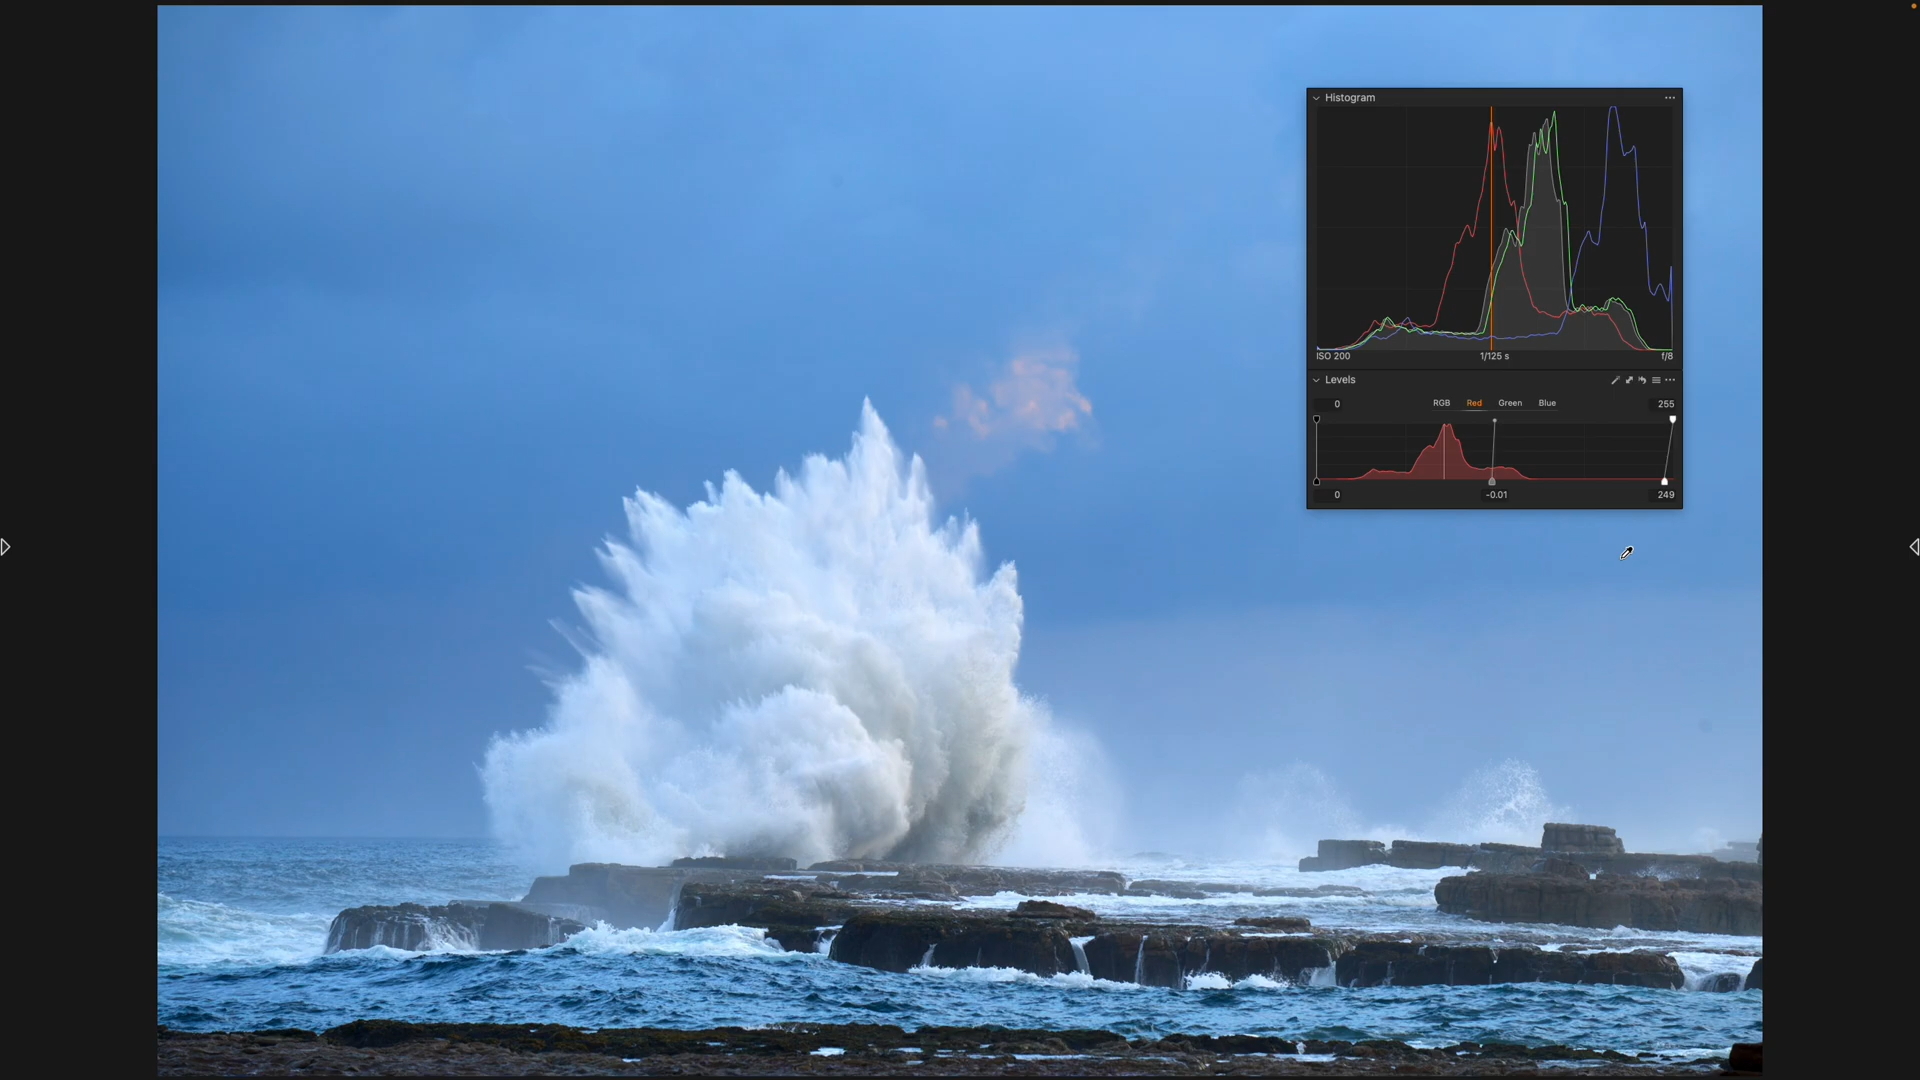 Histogram
ISO 200 1/125 s f/8
Levels
0 RGB Red Green Blue 255
0 -0.01 249